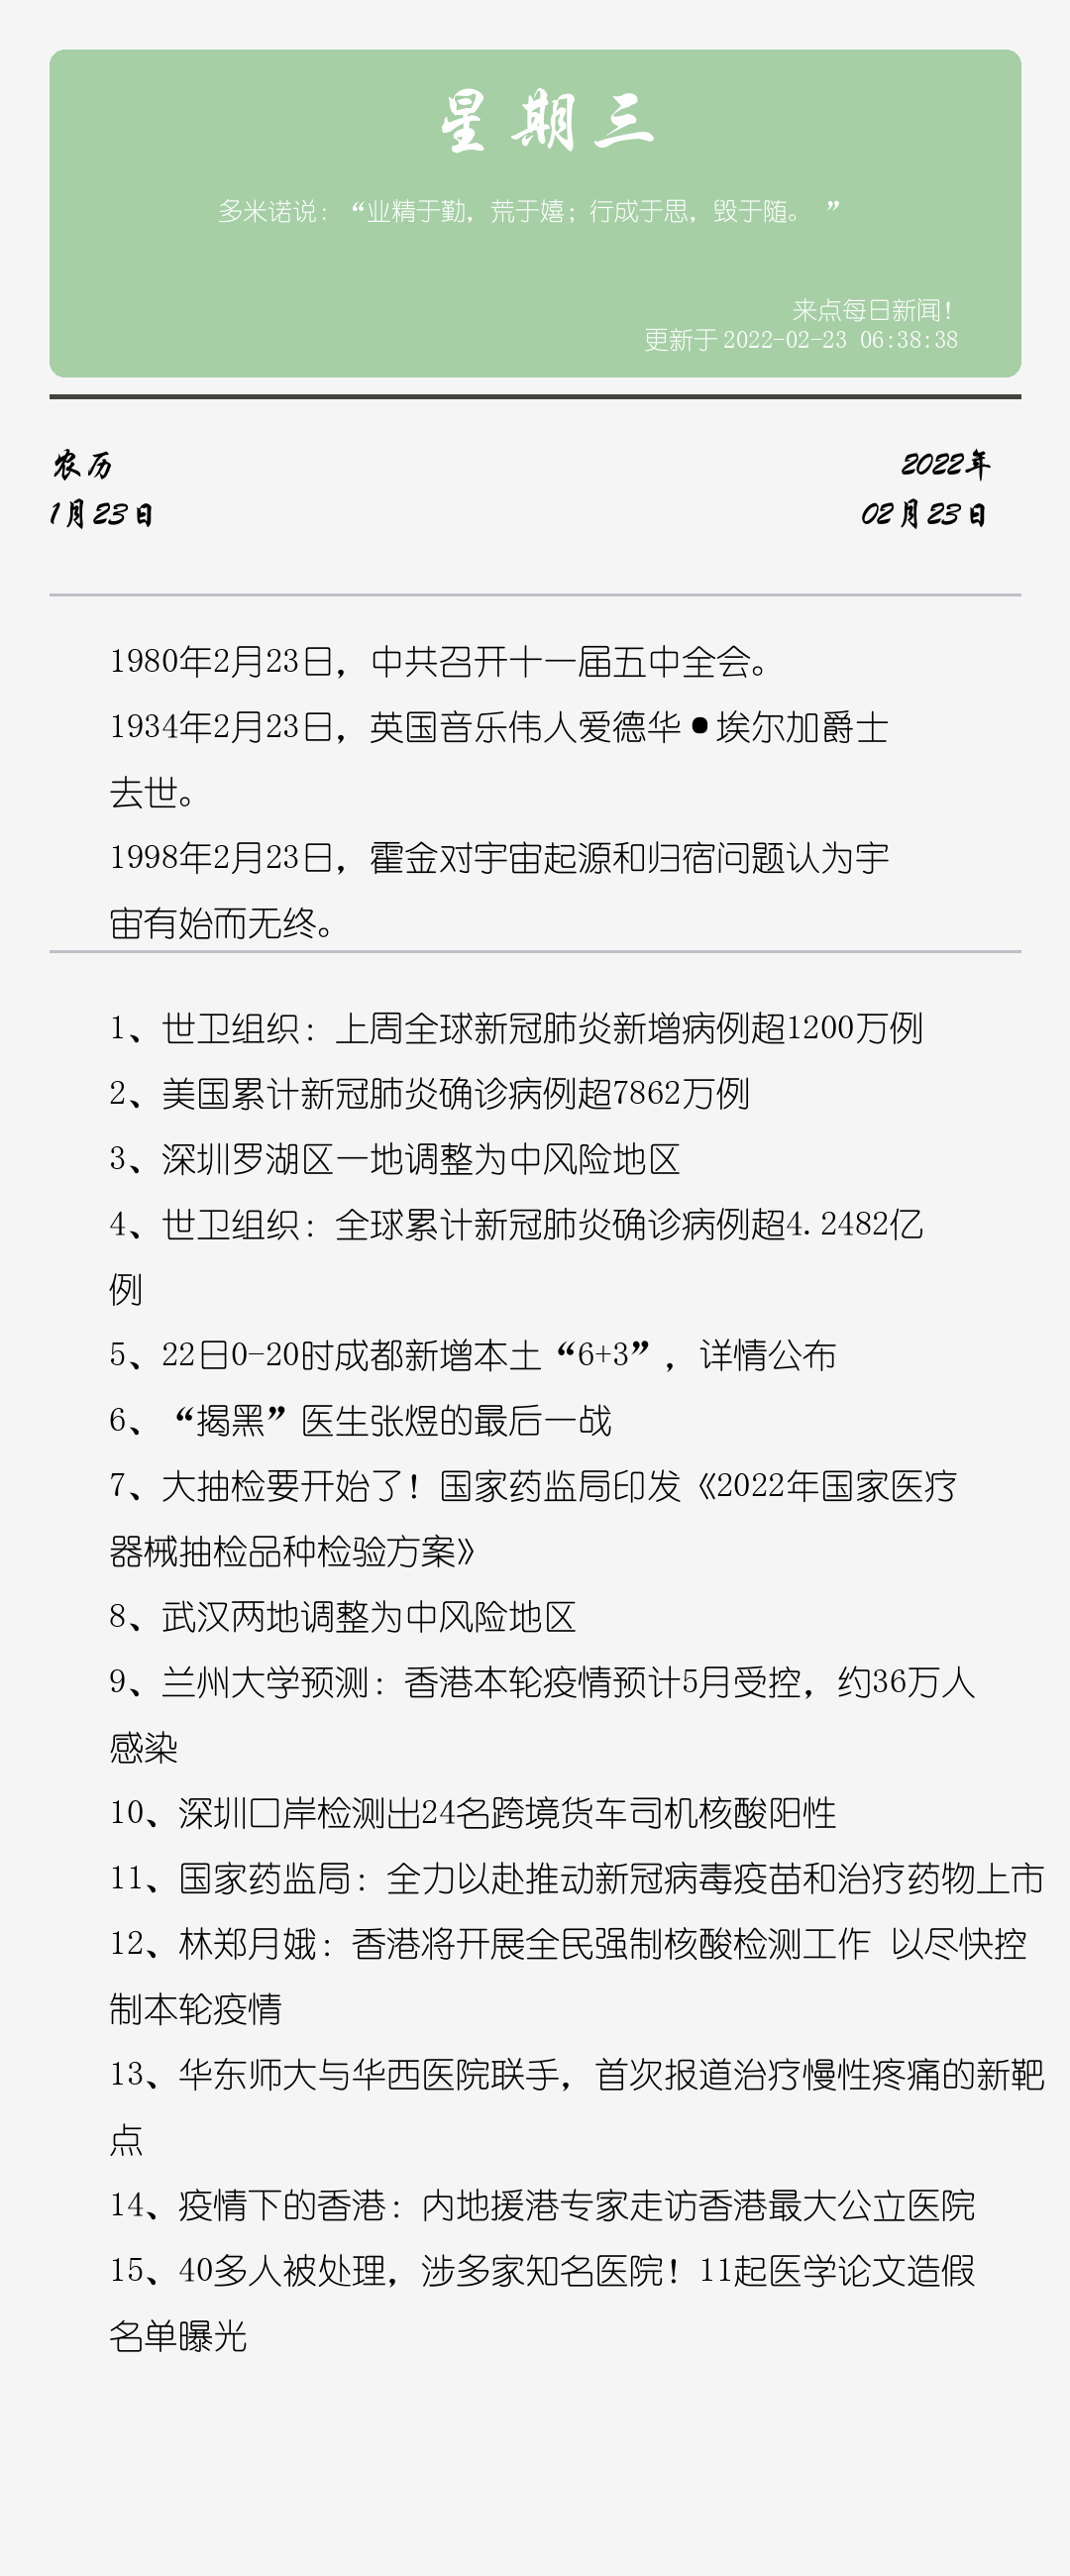 星期三
多米诺说：“业精于勤，荒于嬉；行成于思，毁于随。 ”
来点每日新闻！
更新于 2022-02-23 06:38:38
农历
2022年
1月23日
02月23日
1980年2月23日，中共召开十一届五中全会。
1934年2月23日，英国音乐伟人爱德华•埃尔加爵士
去世。
1998年2月23日，霍金对宇宙起源和归宿问题认为宇
宙有始而无终。
1、世卫组织：上周全球新冠肺炎新增病例超1200万例
2、美国累计新冠肺炎确诊病例超7862万例
3、深圳罗湖区一地调整为中风险地区
4、世卫组织：全球累计新冠肺炎确诊病例超4.2482亿
例
5、22日0-20时成都新增本土“6+3”，详情公布
6、“揭黑”医生张煜的最后一战
7、大抽检要开始了！国家药监局印发《2022年国家医疗
器械抽检品种检验方案》
8、武汉两地调整为中风险地区
9、兰州大学预测：香港本轮疫情预计5月受控，约36万人
感染
10、深圳口岸检测出24名跨境货车司机核酸阳性
11、国家药监局：全力以赴推动新冠病毒疫苗和治疗药物上市
12、林郑月娥：香港将开展全民强制核酸检测工作 以尽快控
制本轮疫情
13、华东师大与华西医院联手，首次报道治疗慢性疼痛的新靶
点
14、疫情下的香港：内地援港专家走访香港最大公立医院
15、40多人被处理，涉多家知名医院！11起医学论文造假
名单曝光